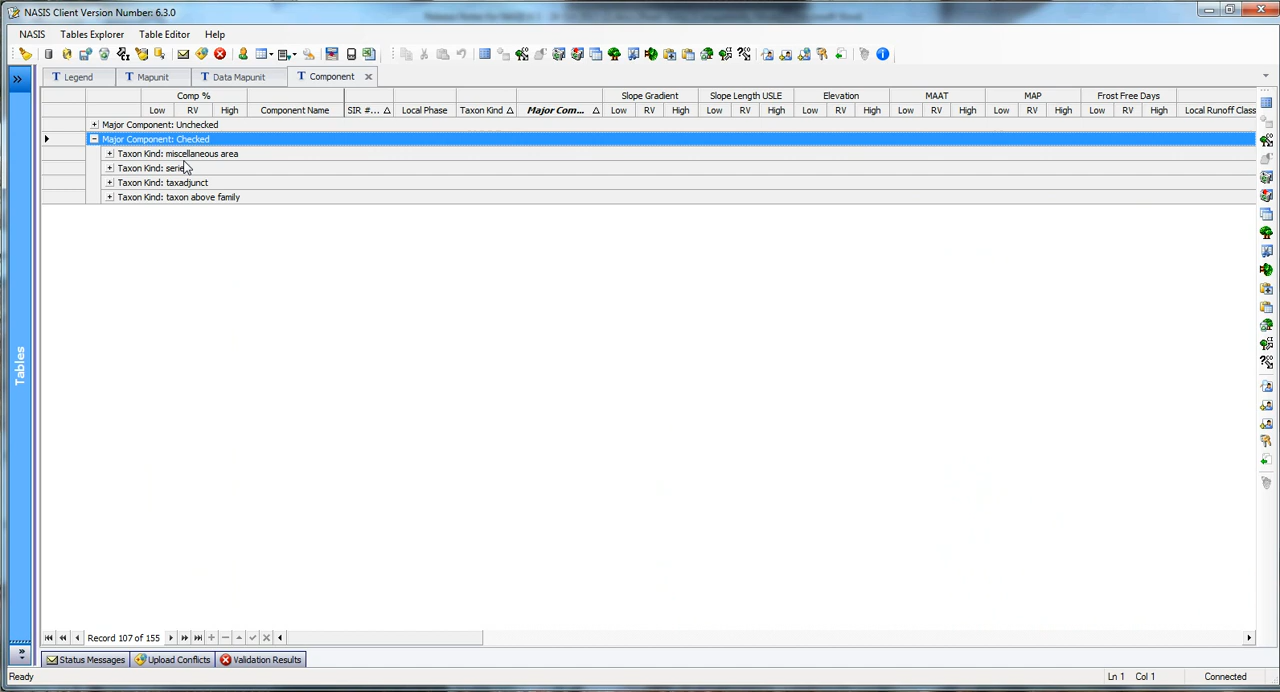 NASIS Client Version Number: 6.3.0
NASIS Tables Explorer Table Editor Help
Legend Mapunit Data Mapunit Component
Comp % Slope Gradient Slope Length USLE Elevation MAAT MAP Frost Free Days
Low RV High Component Name SIR #... Local Phase Taxon Kind Major Com... Low RV High Low RV High Low RV High Low RV High Low RV High Low RV High Local Runoff Class
Major Component: Unchecked
Major Component: Checked
Taxon Kind: miscellaneous area
Taxon Kind: series
Taxon Kind: taxadjunct
Taxon Kind: taxon above family
Tables
Record 107 of 155
Status Messages Upload Conflicts Validation Results
Ready Ln 1 Col 1 Connected